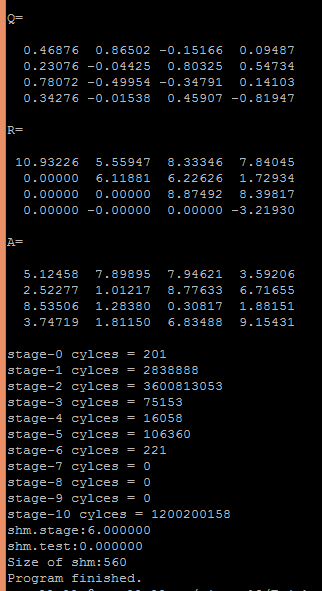 Q=
0.46876 0.86502 -0.15166 0.09487
0.23076 -0.04425 0.80325 0.54734
0.78072 -0.49954 -0.34791 0.14103
0.34276 -0.01538 0.45907 -0.81947
R=
10.93226 5.55947 8.33346 7.84045
0.00000 6.11881 6.22626 1.72934
0.00000 0.00000 8.87492 8.39817
0.00000 -0.00000 0.00000 -3.21930
A=
5.12458 7.89895 7.94621 3.59206
2.52277 1.01217 8.77633 6.71655
8.53506 1.28380 0.30817 1.88151
3.74719 1.81150 6.83488 9.15431
stage-0 cylces = 201
stage-1 cylces = 2838888
stage-2 cylces = 3600813053
stage-3 cylces = 75153
stage-4 cylces = 16058
stage-5 cylces = 106360
stage-6 cylces = 221
stage-7 cylces = 0
stage-8 cylces = 0
stage-9 cylces = 0
stage-10 cylces = 1200200158
shm.stage:6.000000
shm.test:0.000000
Size of shm:560
Program finished.